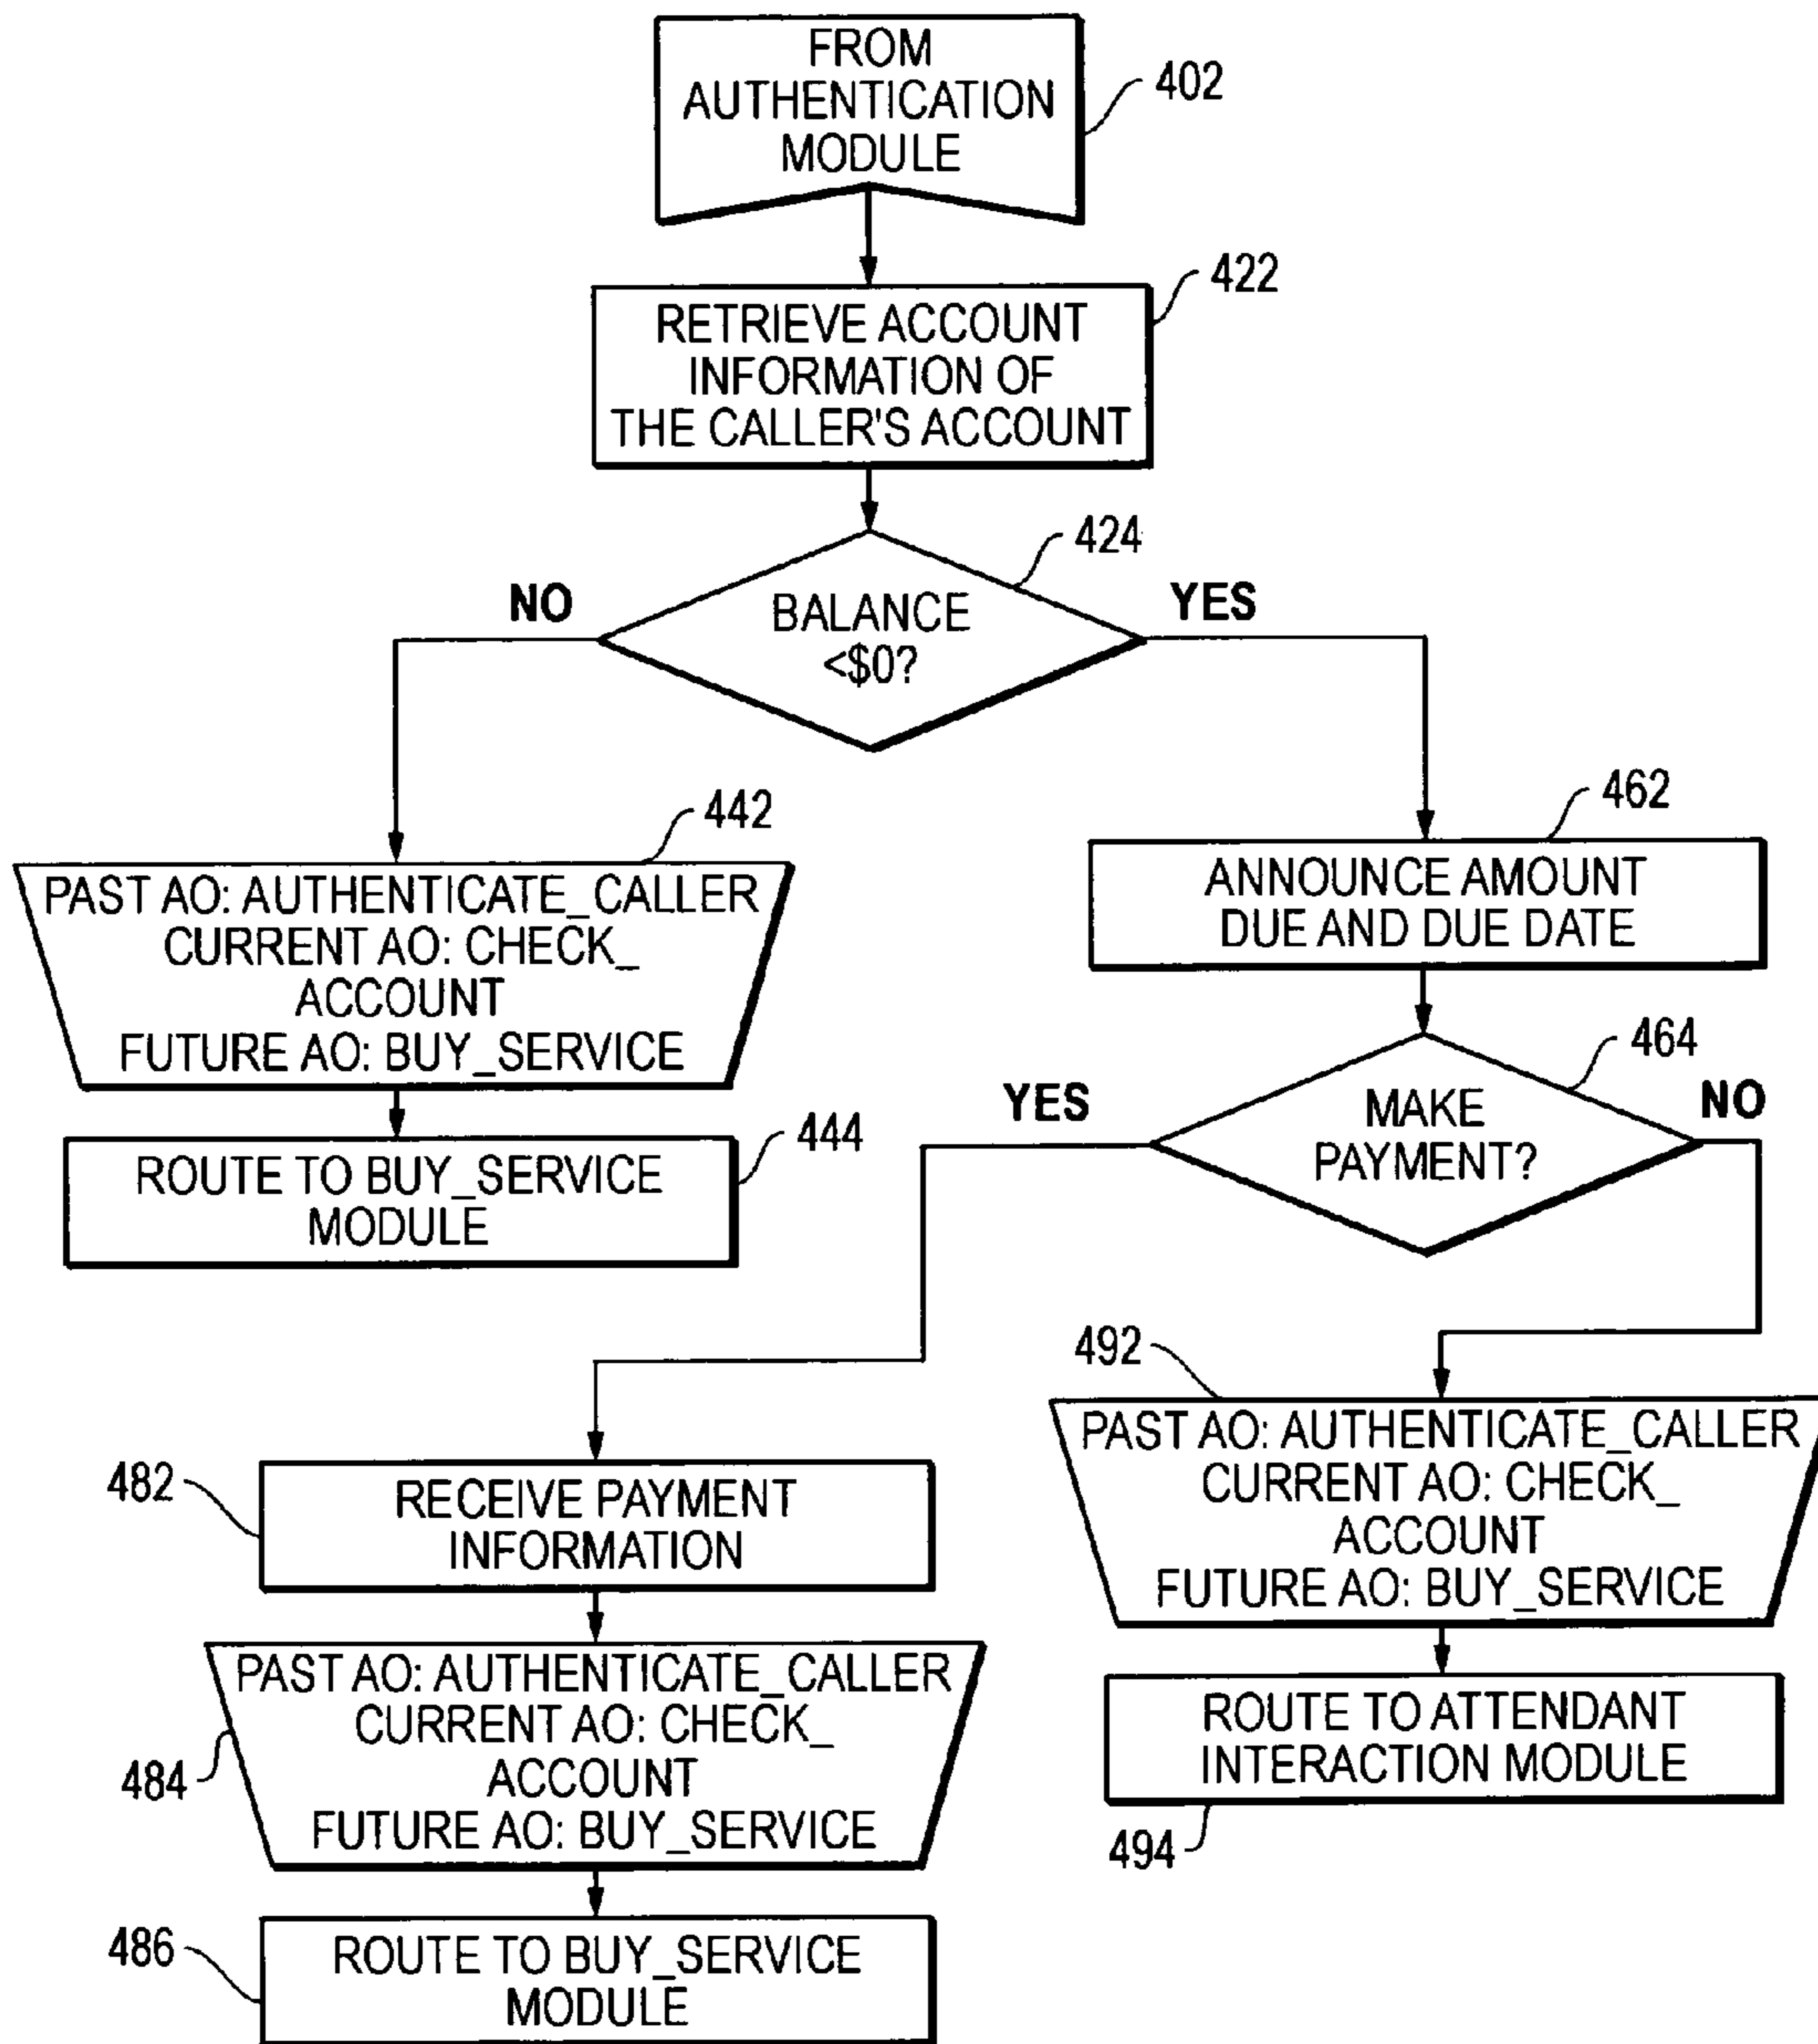 FROM
AUTHENTICATION
MODULE
402
422
RETRIEVE ACCOUNT
INFORMATION OF
THE CALLER'S ACCOUNT
424
NO
YES
BALANCE
<$0?
442
PAST AO: AUTHENTICATE_CALLER
CURRENT AO: CHECK_
ACCOUNT
FUTURE AO: BUY_SERVICE
444
ROUTE TO BUY_SERVICE
MODULE
462
ANNOUNCE AMOUNT
DUE AND DUE DATE
464
YES
NO
MAKE
PAYMENT?
482
RECEIVE PAYMENT
INFORMATION
484
PAST AO: AUTHENTICATE_CALLER
CURRENT AO: CHECK_
ACCOUNT
FUTURE AO: BUY_SERVICE
486
ROUTE TO BUY_SERVICE
MODULE
492
PAST AO: AUTHENTICATE_CALLER
CURRENT AO: CHECK_
ACCOUNT
FUTURE AO: BUY_SERVICE
ROUTE TO ATTENDANT
INTERACTION MODULE
494